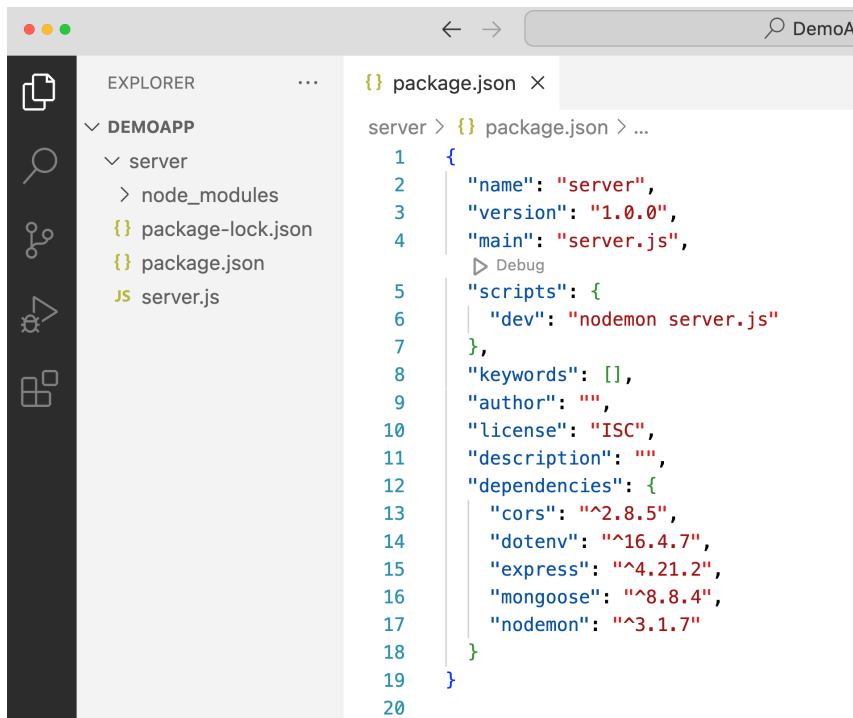 DemoA
EXPLORER
DEMOAPP
server
node_modules
package-lock.json
package.json
JS server.js
{} package.json
server > {} package.json > ...
1 {
2 "name": "server",
3 "version": "1.0.0",
4 "main": "server.js",
Debug
5 "scripts": {
6 "dev": "nodemon server.js"
7 },
8 "keywords": [],
9 "author": "",
10 "license": "ISC",
11 "description": "",
12 "dependencies": {
13 "cors": "^2.8.5",
14 "dotenv": "^16.4.7",
15 "express": "^4.21.2",
16 "mongoose": "^8.8.4",
17 "nodemon": "^3.1.7"
18 }
19 }
20